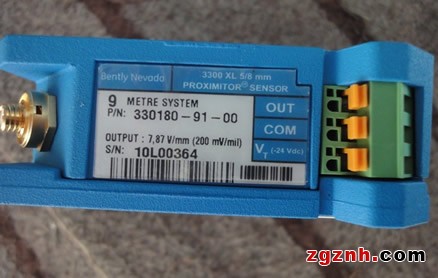 Bently Nevada
3300 XL 5/8 mm
PROXIMITOR® SENSOR
9 METRE SYSTEM
P/N: 330180-91-00
OUTPUT : 7,87 V/mm (200 mV/mil)
S/N: 10L00364
OUT
COM
VT (-24 Vdc)
zgznh.com